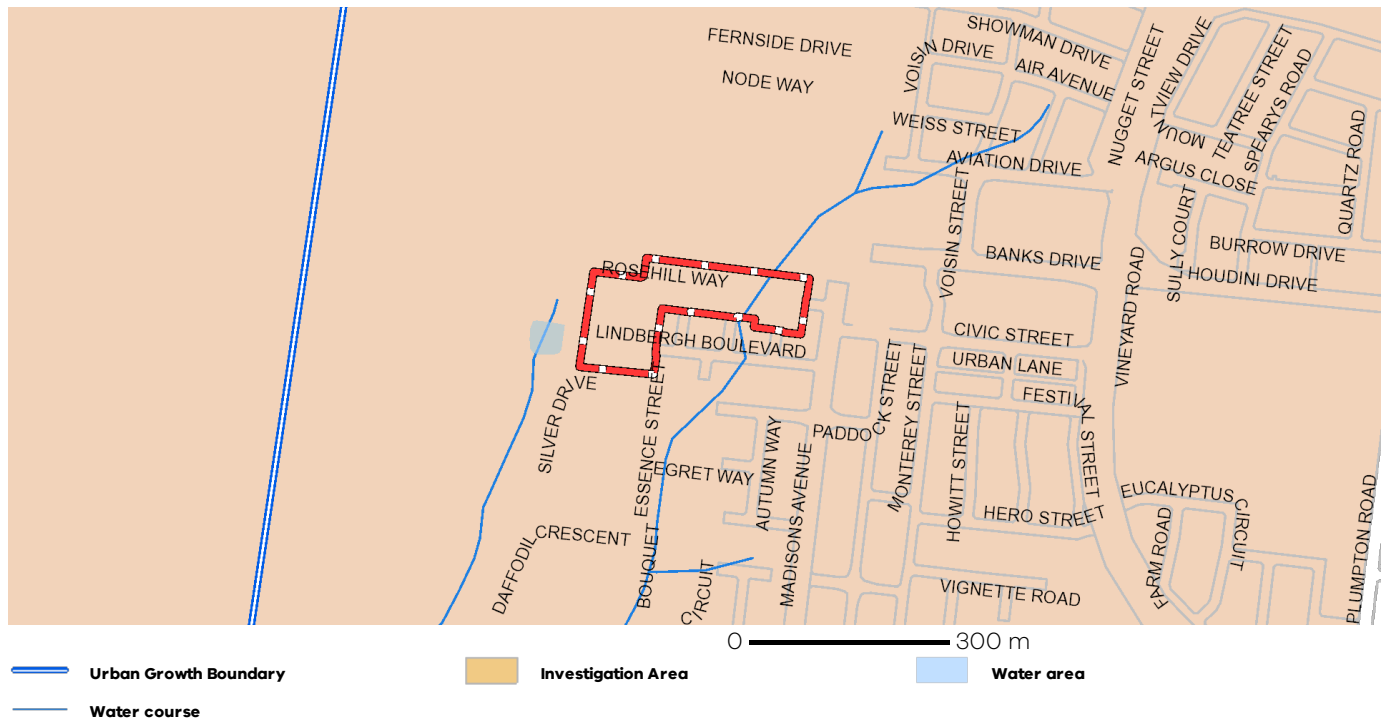 SHOWMAN DRIVE
FERNSIDE DRIVE
VOISIN DRIVE
NUGGET STREET
MOUNTVIEW DRIVE
TEATREE STREET
SPEARYS ROAD
AIR AVENUE
NODE WAY
WEISS STREET
QUARTZ ROAD
AVIATION DRIVE
ARGUS CLOSE
VOISIN STREET
SULLY COURT
BURROW DRIVE
BANKS DRIVE
HOUDINI DRIVE
ROSEHILL WAY
VINEYARD ROAD
LINDBERGH BOULEVARD
CIVIC STREET
URBAN LANE
FESTIVAL STREET
SILVER DRIVE
ESSENCE STREET
PADDOCK STREET
MONTEREY STREET
HOWITT STREET
EGRET WAY
AUTUMN WAY
MADISONS AVENUE
EUCALYPTUS CIRCUIT
HERO STREET
PLUMPTON ROAD
DAFFODIL CRESCENT
BOUQUET CIRCUIT
FARM ROAD
VIGNETTE ROAD
0 300 m
Urban Growth Boundary
Investigation Area
Water area
Water course